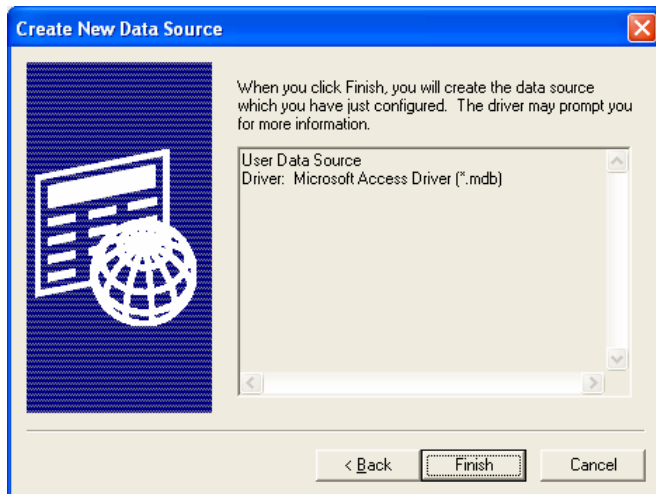 Create New Data Source
When you click Finish, you will create the data source
which you have just configured. The driver may prompt you
for more information.
User Data Source
Driver: Microsoft Access Driver (*.mdb)
< Back
Finish
Cancel